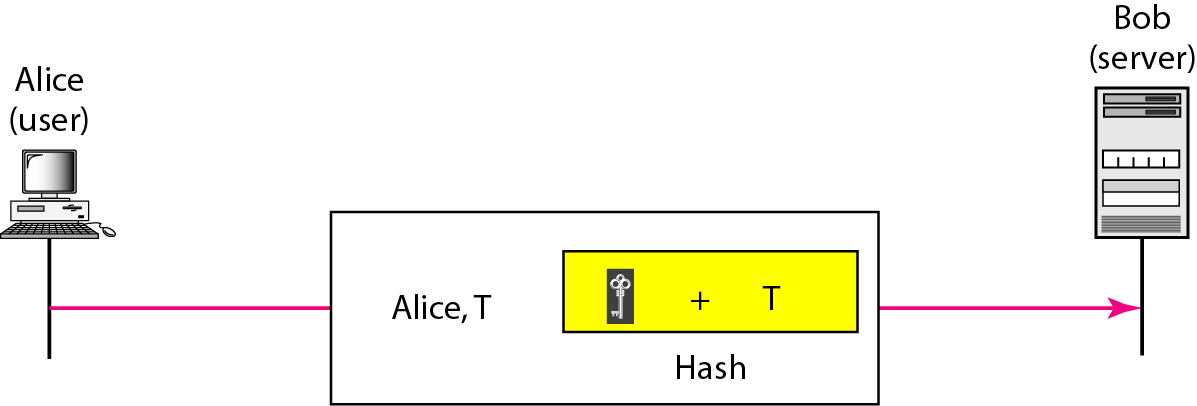 Bob
(server)
Alice
(user)
Alice, T
+ T
Hash